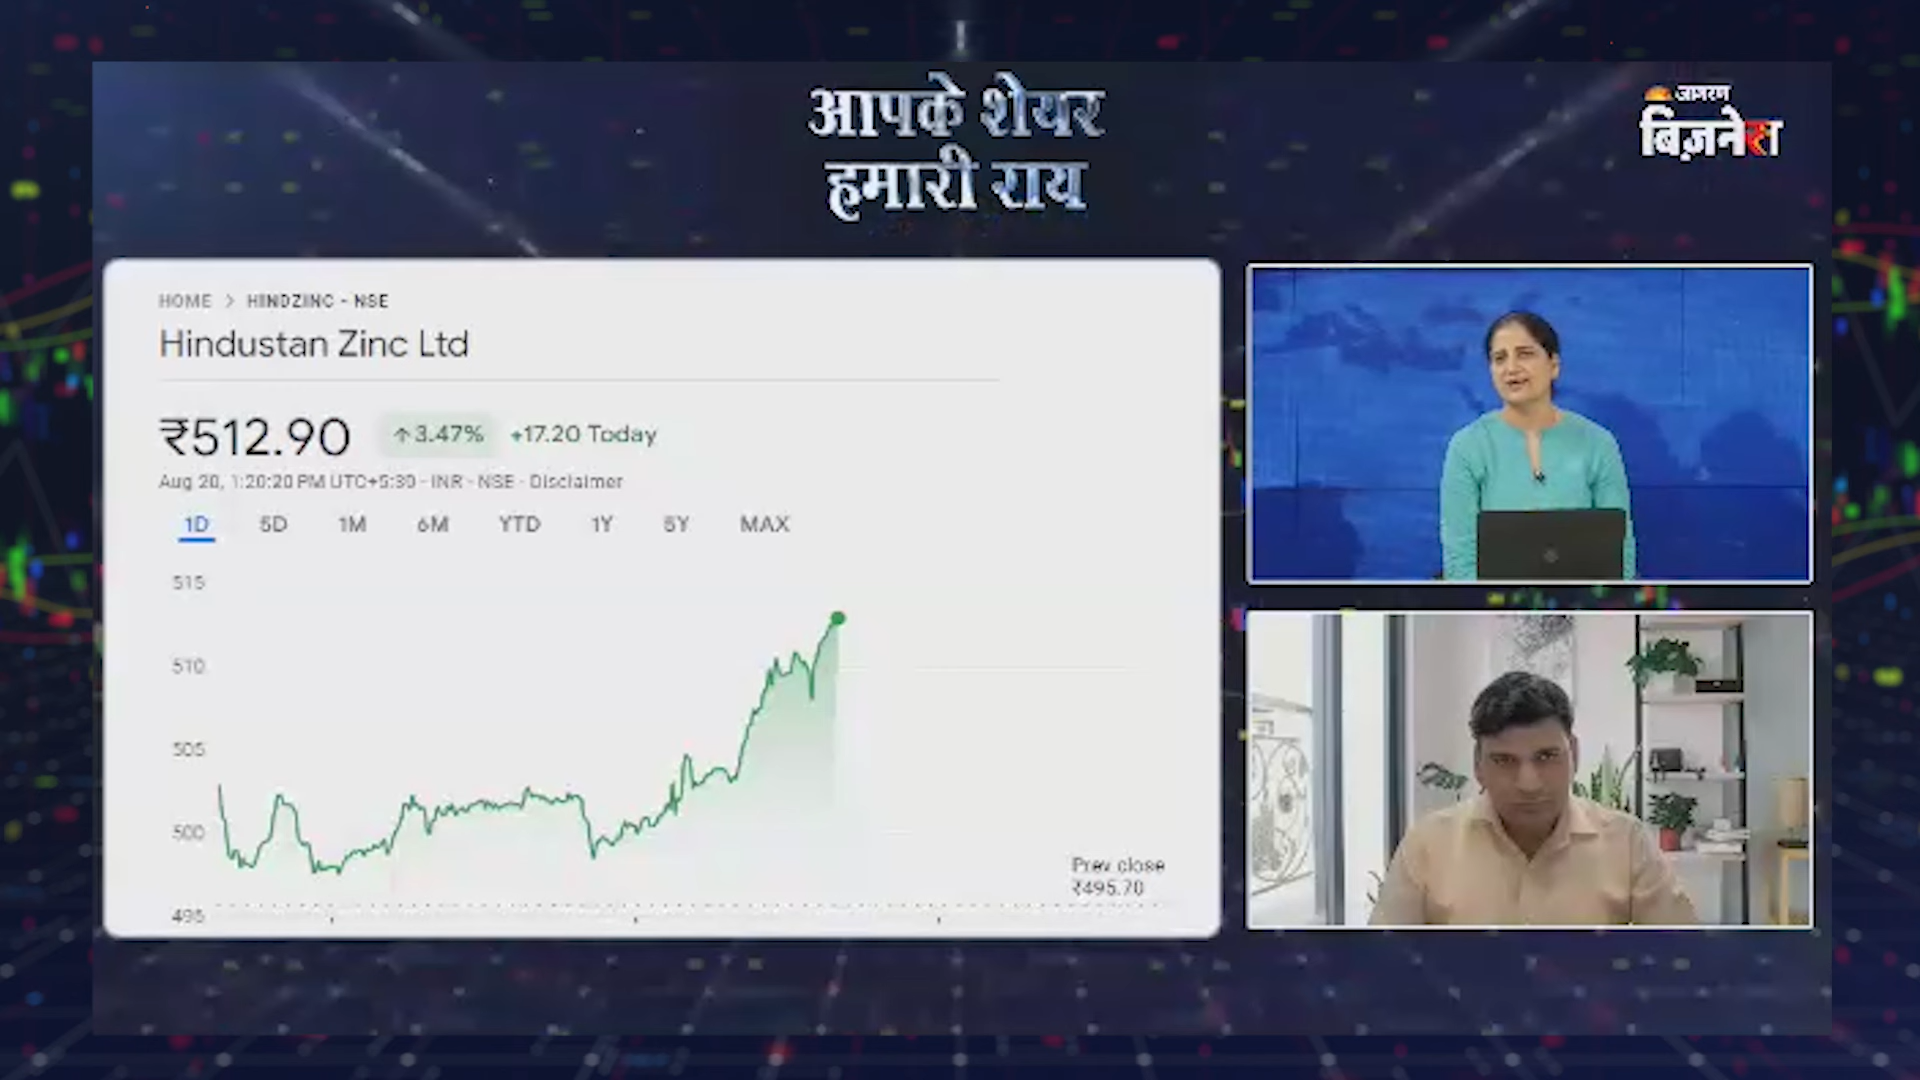 आपके शेयर
हमारी राय
जागरण
बिज़नेस
HOME > HINDZINC - NSE
Hindustan Zinc Ltd
₹512.90 ↑3.47% +17.20 Today
Aug 20, 1:20:20 PM UTC+5:30 - INR - NSE - Disclaimer
1D 5D 1M 6M YTD 1Y 5Y MAX
515
510
505
500
495
Prev close
₹495.70